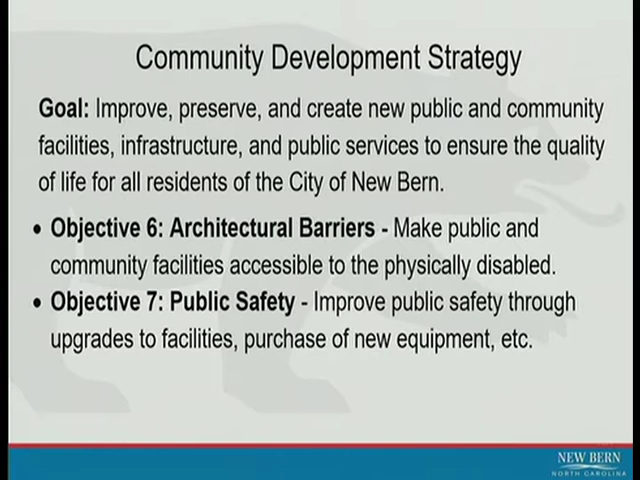 Community Development Strategy
Goal: Improve, preserve, and create new public and community
facilities, infrastructure, and public services to ensure the quality
of life for all residents of the City of New Bern.
• Objective 6: Architectural Barriers - Make public and
community facilities accessible to the physically disabled.
• Objective 7: Public Safety - Improve public safety through
upgrades to facilities, purchase of new equipment, etc.
NEW BERN
NORTH CAROLINA